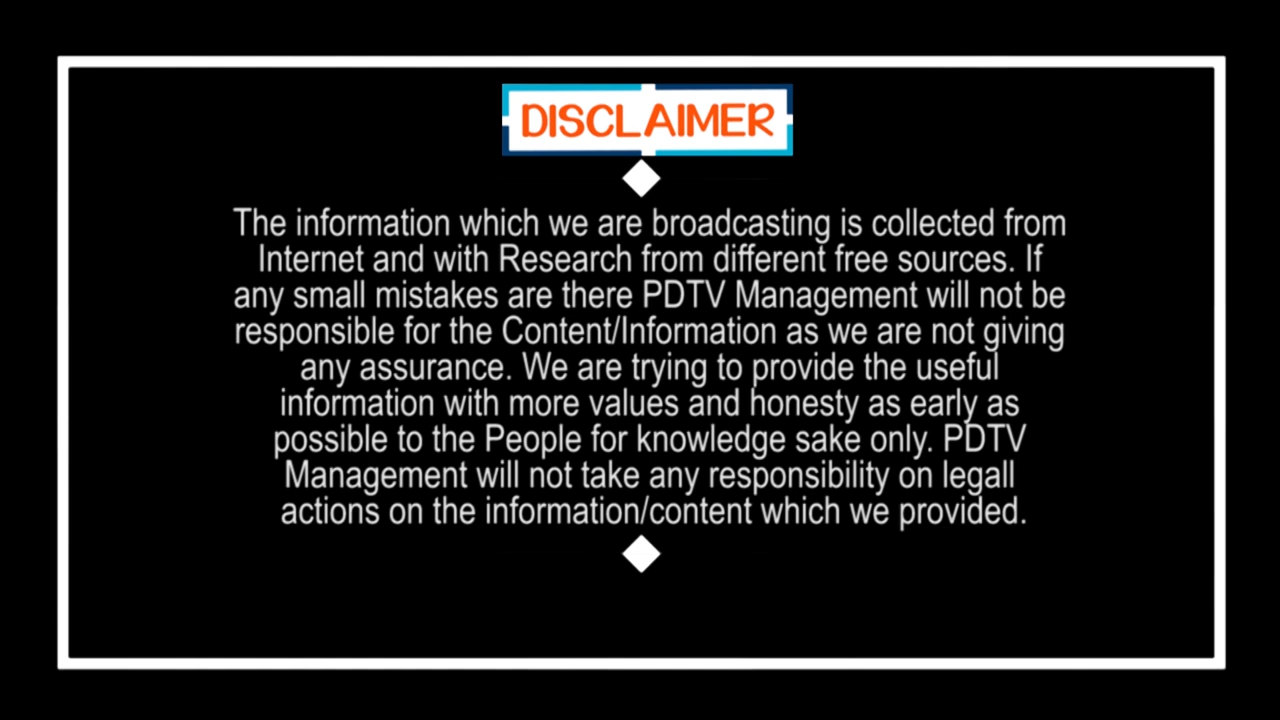 DISCLAIMER
The information which we are broadcasting is collected from
Internet and with Research from different free sources. If
any small mistakes are there PDTV Management will not be
responsible for the Content/Information as we are not giving
any assurance. We are trying to provide the useful
information with more values and honesty as early as
possible to the People for knowledge sake only. PDTV
Management will not take any responsibility on legall
actions on the information/content which we provided.